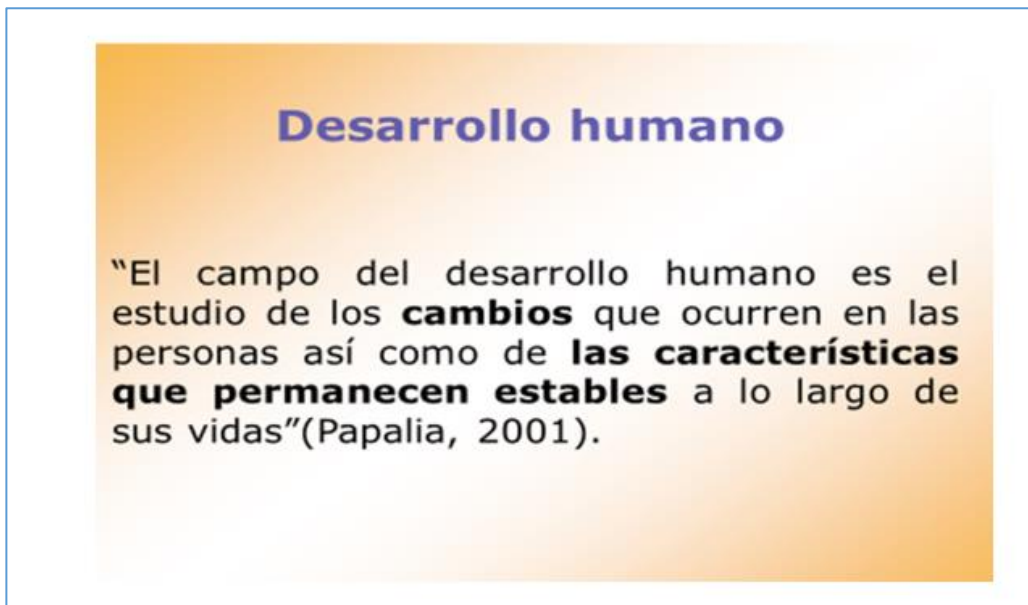 Desarrollo humano
“El campo del desarrollo humano es el
estudio de los cambios que ocurren en las
personas así como de las características
que permanecen estables a lo largo de
sus vidas”(Papalia, 2001).